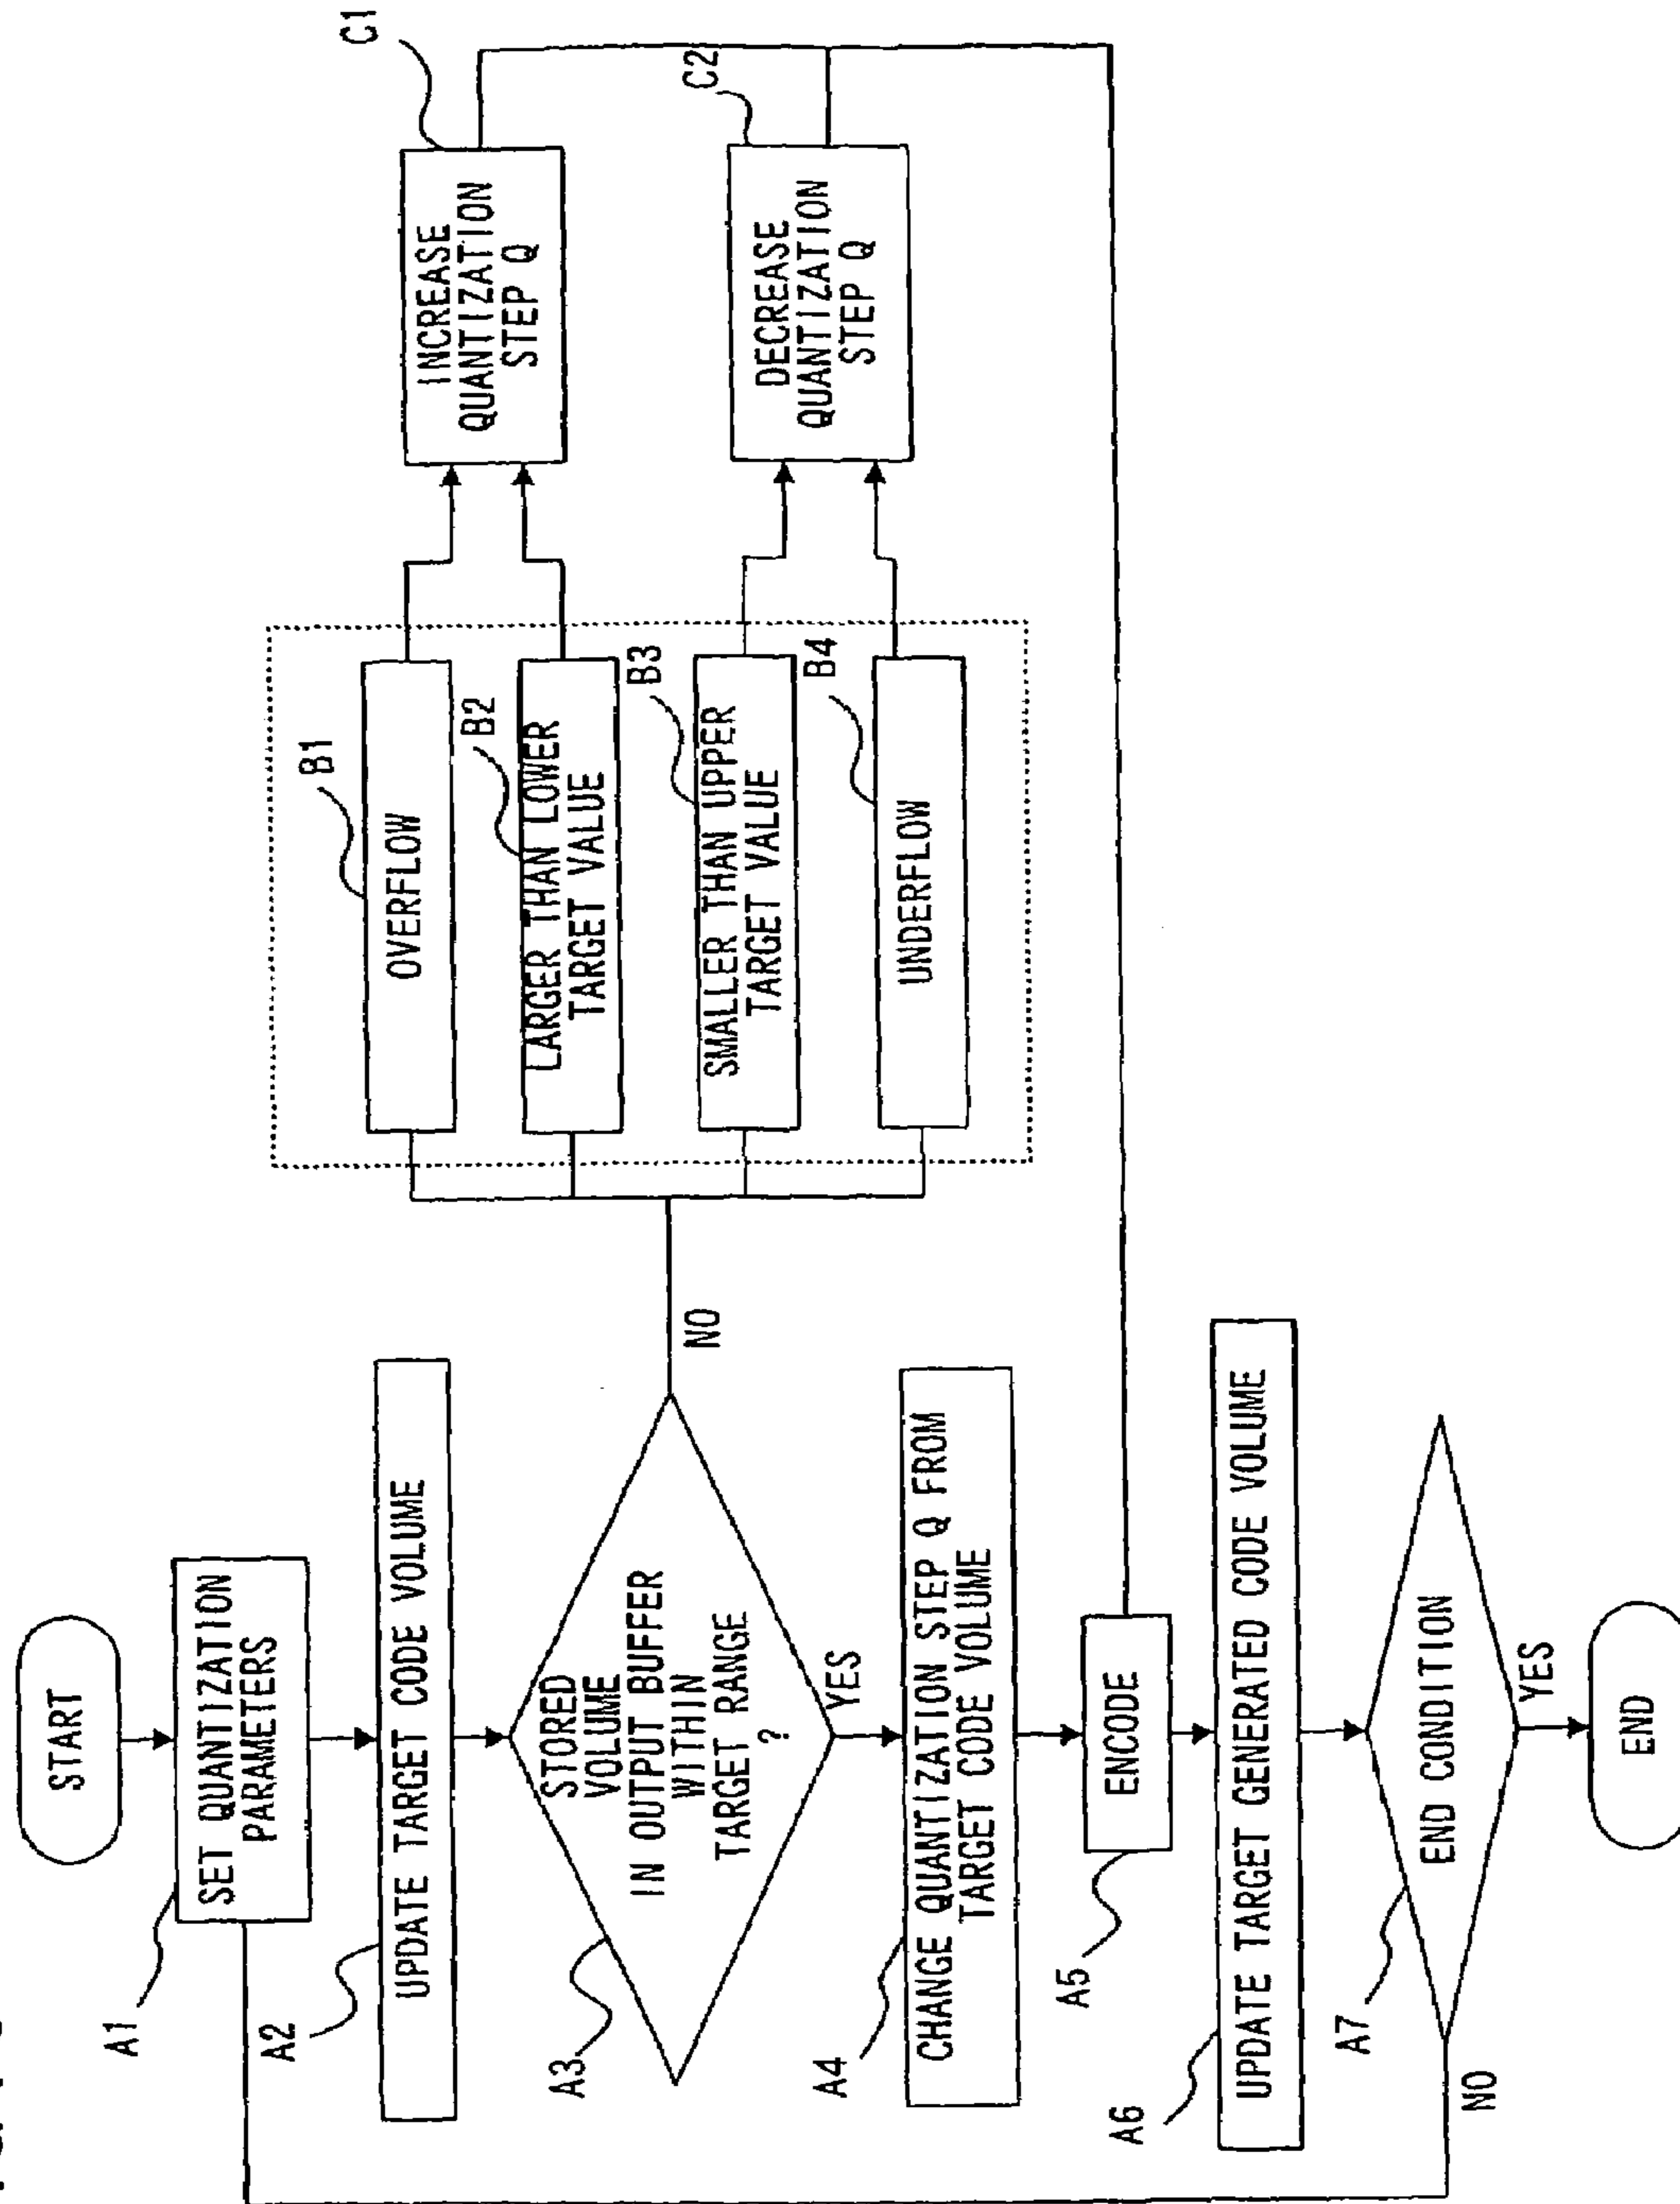 START
A1
SET QUANTIZATION
PARAMETERS
A2
UPDATE TARGET CODE VOLUME
A3
STORED
VOLUME
IN OUTPUT BUFFER
WITHIN
TARGET RANGE
?
NO
YES
B1
OVERFLOW
B2
LARGER THAN LOWER
TARGET VALUE
B3
SMALLER THAN UPPER
TARGET VALUE
B4
UNDERFLOW
C1
INCREASE
QUANTIZATION
STEP Q
C2
DECREASE
QUANTIZATION
STEP Q
A4
CHANGE QUANTIZATION STEP Q FROM
TARGET CODE VOLUME
A5
ENCODE
A6
UPDATE TARGET GENERATED CODE VOLUME
A7
END CONDITION
NO
YES
END